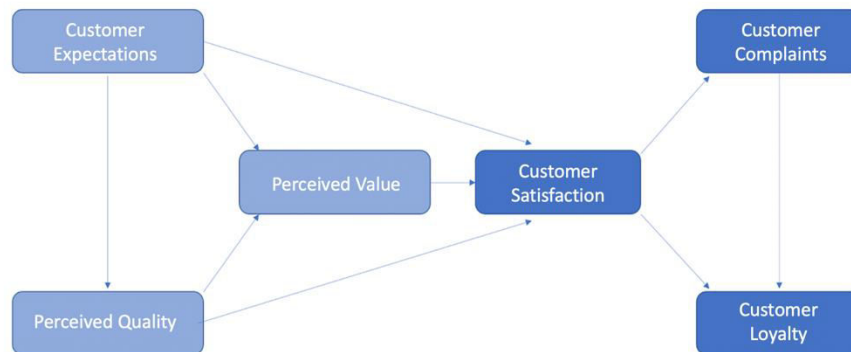 Customer
Expectations
Customer
Complaints
Perceived Value
Customer
Satisfaction
Perceived Quality
Customer
Loyalty